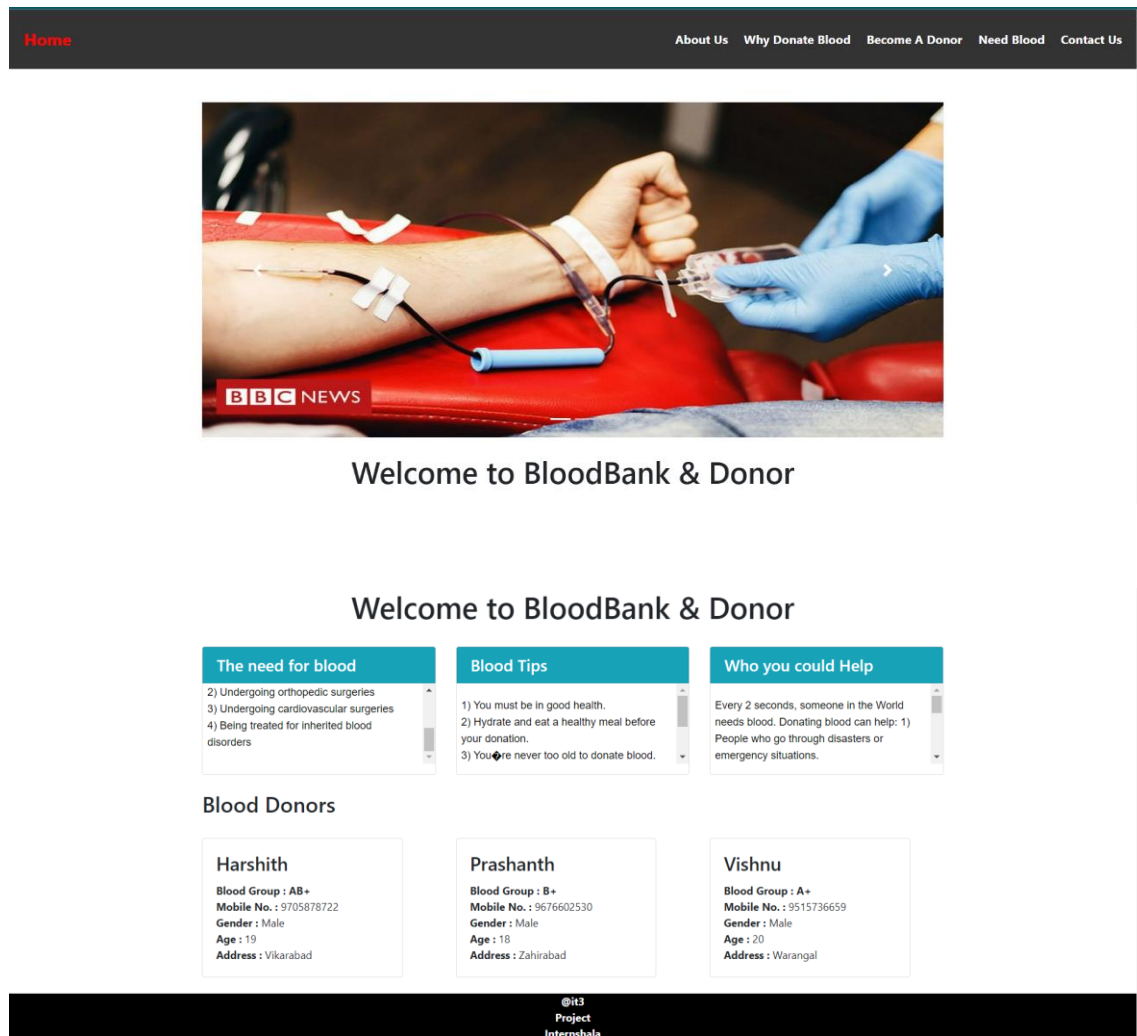 Home
About Us Why Donate Blood Become A Donor Need Blood Contact Us
BBC NEWS
Welcome to BloodBank & Donor
Welcome to BloodBank & Donor
The need for blood
2) Undergoing orthopedic surgeries
3) Undergoing cardiovascular surgeries
4) Being treated for inherited blood
disorders
Blood Tips
1) You must be in good health.
2) Hydrate and eat a healthy meal before
your donation.
3) You�re never too old to donate blood.
Who you could Help
Every 2 seconds, someone in the World
needs blood. Donating blood can help: 1)
People who go through disasters or
emergency situations.
Blood Donors
Harshith
Blood Group : AB+
Mobile No. : 9705878722
Gender : Male
Age : 19
Address : Vikarabad
Prashanth
Blood Group : B+
Mobile No. : 9676602530
Gender : Male
Age : 18
Address : Zahirabad
Vishnu
Blood Group : A+
Mobile No. : 9515736659
Gender : Male
Age : 20
Address : Warangal
@it3
Project
Internshala